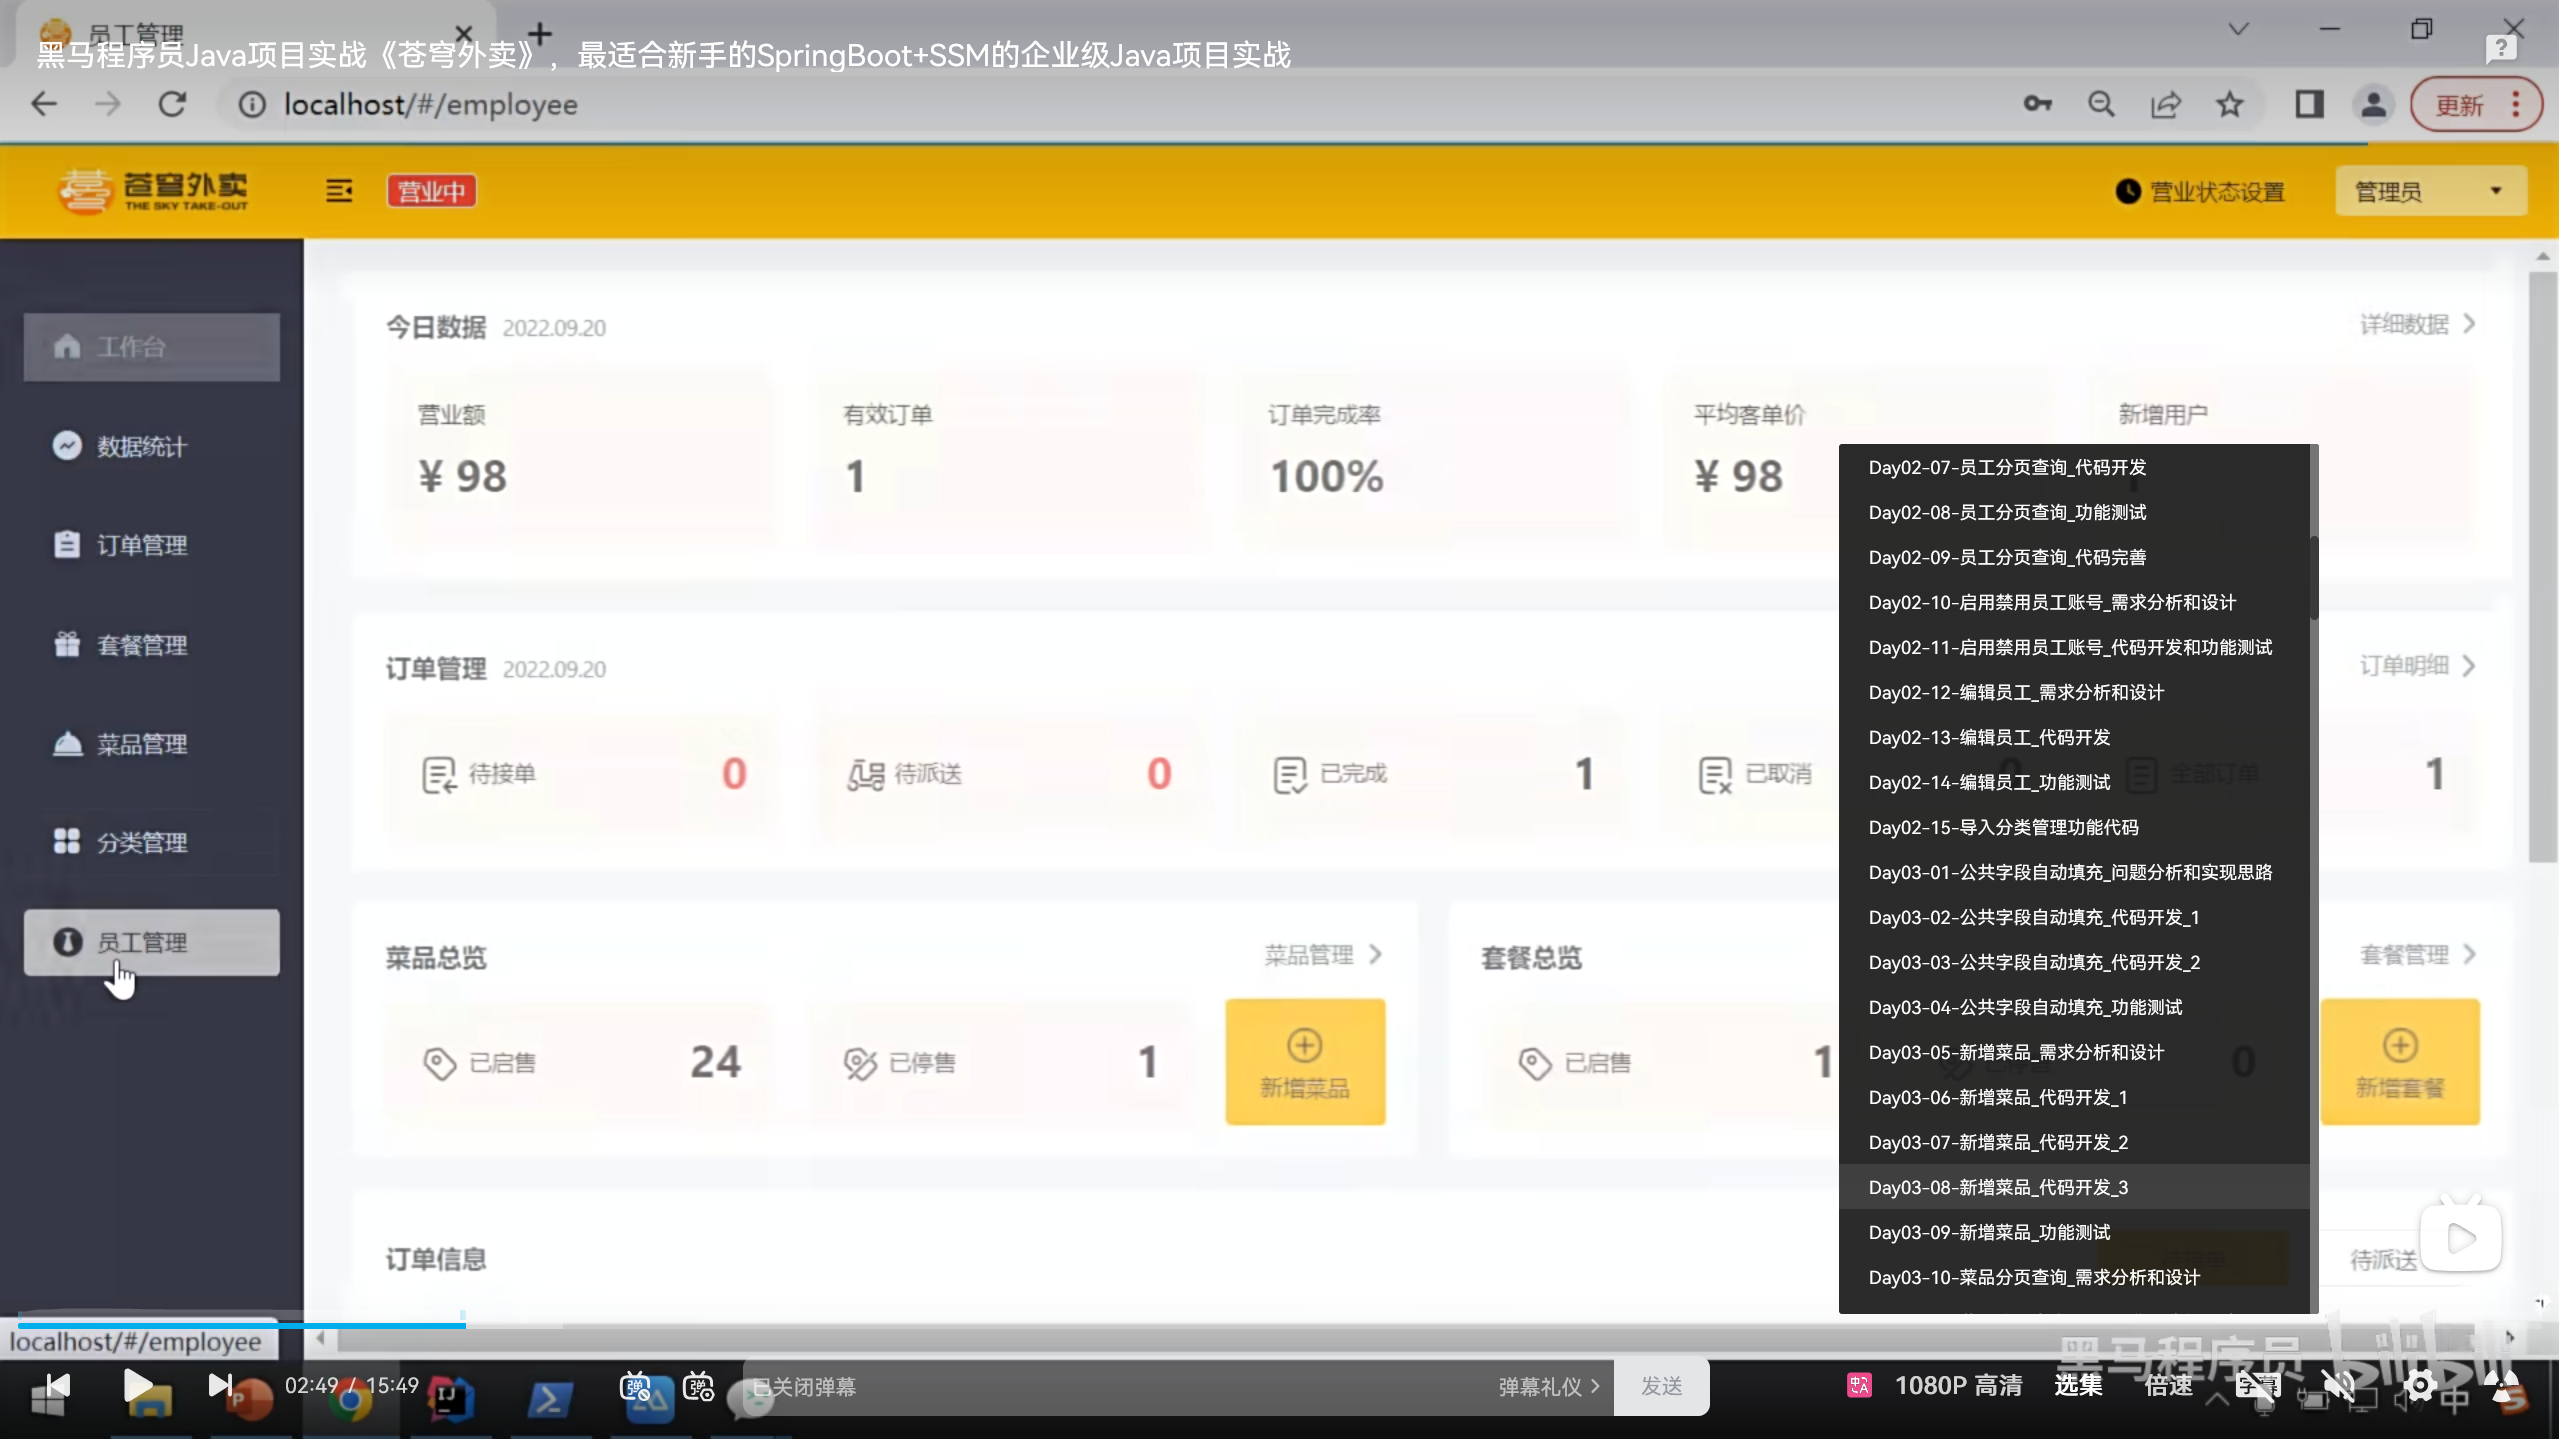 员工管理
黑马程序员Java项目实战《苍穹外卖》，最适合新手的SpringBoot+SSM的企业级Java项目实战
localhost/#/employee
更新
苍穹外卖
THE SKY TAKE-OUT
营业中
营业状态设置
管理员
工作台
数据统计
订单管理
套餐管理
菜品管理
分类管理
员工管理
今日数据 2022.09.20
详细数据
营业额
¥ 98
有效订单
1
订单完成率
100%
平均客单价
¥ 98
新增用户
1
订单管理 2022.09.20
订单明细
待接单 0
待派送 0
已完成 1
已取消 0
全部订单 1
菜品总览
菜品管理
已启售 24
已停售 1
新增菜品
套餐总览
套餐管理
已启售 1
已停售 0
新增套餐
订单信息
待派送
Day02-07-员工分页查询_代码开发
Day02-08-员工分页查询_功能测试
Day02-09-员工分页查询_代码完善
Day02-10-启用禁用员工账号_需求分析和设计
Day02-11-启用禁用员工账号_代码开发和功能测试
Day02-12-编辑员工_需求分析和设计
Day02-13-编辑员工_代码开发
Day02-14-编辑员工_功能测试
Day02-15-导入分类管理功能代码
Day03-01-公共字段自动填充_问题分析和实现思路
Day03-02-公共字段自动填充_代码开发_1
Day03-03-公共字段自动填充_代码开发_2
Day03-04-公共字段自动填充_功能测试
Day03-05-新增菜品_需求分析和设计
Day03-06-新增菜品_代码开发_1
Day03-07-新增菜品_代码开发_2
Day03-08-新增菜品_代码开发_3
Day03-09-新增菜品_功能测试
Day03-10-菜品分页查询_需求分析和设计
localhost/#/employee
黑马程序员 bilibili
02:49 / 15:49
弹
弹
已关闭弹幕
弹幕礼仪
发送
1080P 高清
选集
倍速
字幕
中